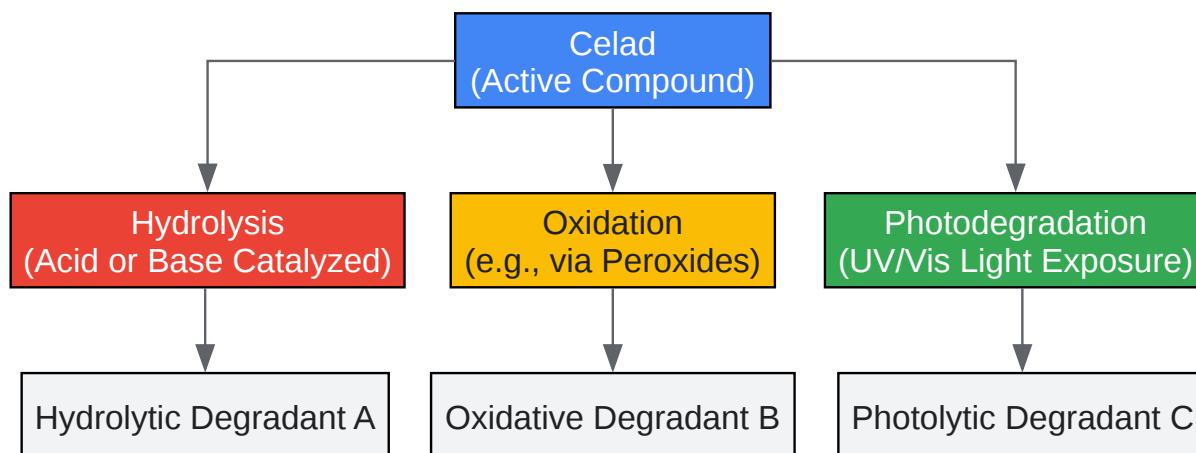 Celad
(Active Compound)
Hydrolysis
(Acid or Base Catalyzed)
Oxidation
(e.g., via Peroxides)
Photodegradation
(UV/Vis Light Exposure)
Hydrolytic Degradant A
Oxidative Degradant B
Photolytic Degradant C